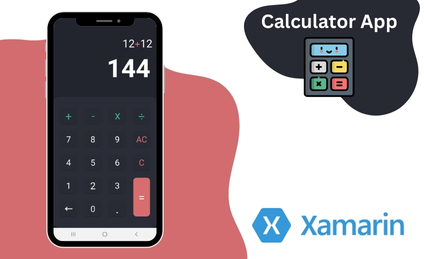 Calculator App
12+12
144
+ - X ÷
7 8 9 AC
4 5 6 C
1 2 3
← 0 . =
+ -
× =
X Xamarin